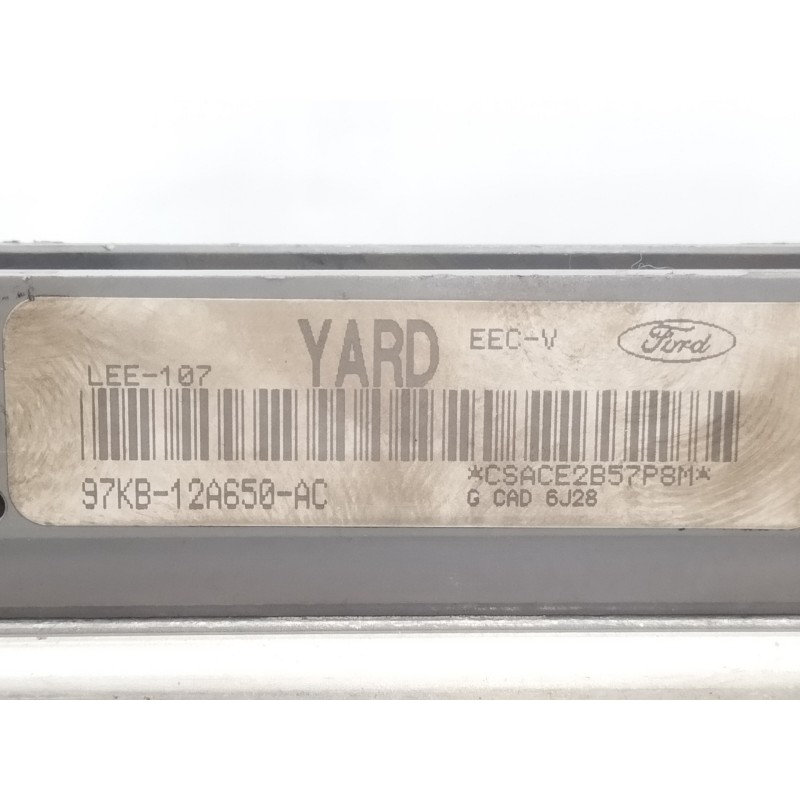 YARD EEC-V Ford
LEE-107
*CSACE2B57P8M*
97KB-12A650-AC G CAD 6J28